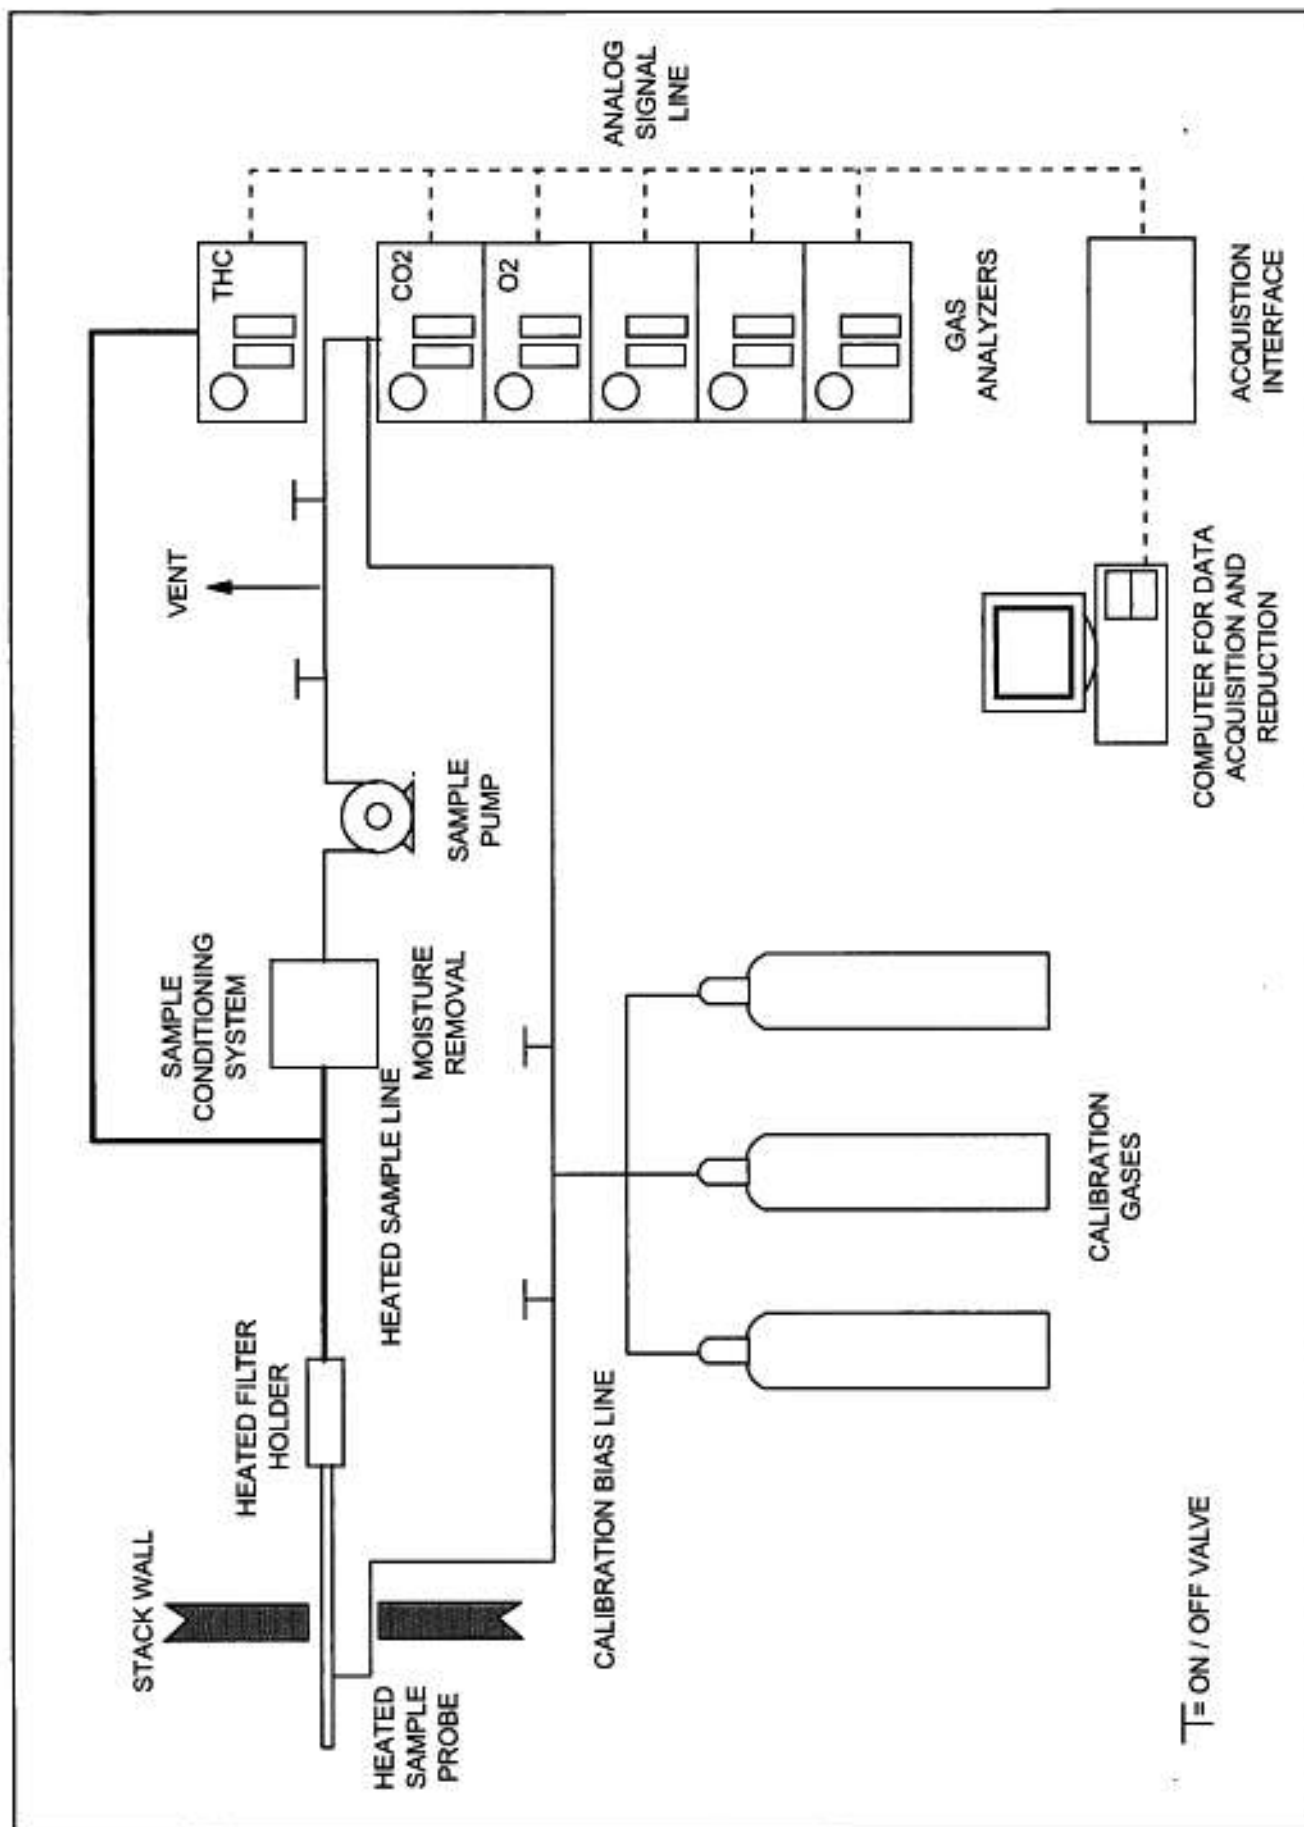 STACK WALL
HEATED FILTER
HOLDER
SAMPLE
CONDITIONING
SYSTEM
VENT
THC
CO2
O2
ANALOG
SIGNAL
LINE
HEATED
SAMPLE
PROBE
HEATED SAMPLE LINE
MOISTURE
REMOVAL
SAMPLE
PUMP
CALIBRATION BIAS LINE
GAS
ANALYZERS
CALIBRATION
GASES
COMPUTER FOR DATA
ACQUISITION AND
REDUCTION
ACQUISTION
INTERFACE
= ON / OFF VALVE